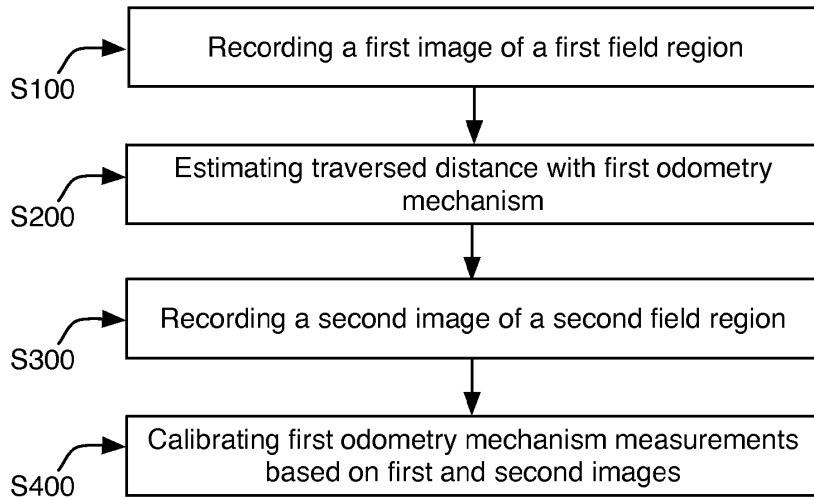 Recording a first image of a first field region
S100
Estimating traversed distance with first odometry
mechanism
S200
Recording a second image of a second field region
S300
Calibrating first odometry mechanism measurements
based on first and second images
S400